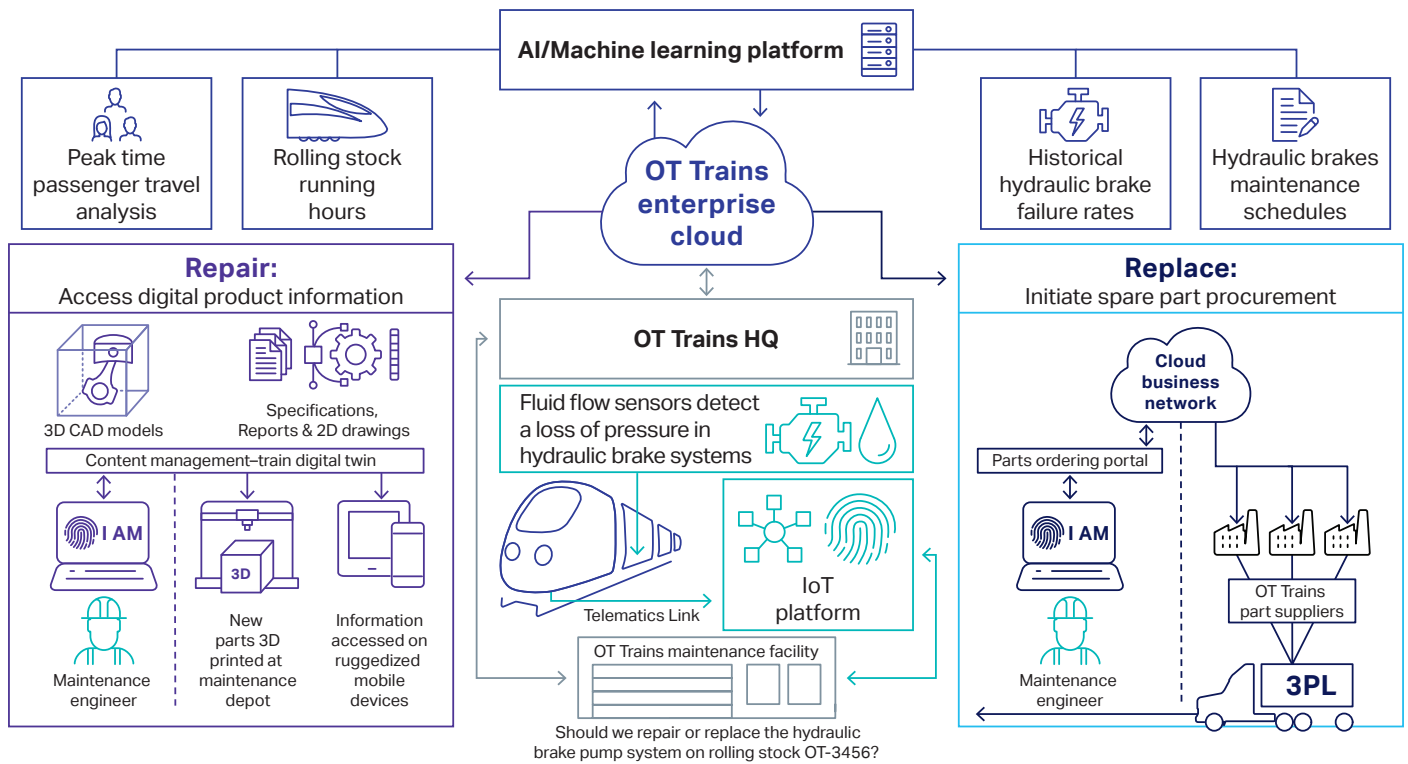 AI/Machine learning platform
Peak time
passenger travel
analysis
Rolling stock
running
hours
OT Trains
enterprise
cloud
Historical
hydraulic brake
failure rates
Hydraulic brakes
maintenance
schedules
Repair:
Access digital product information
3D CAD models
Specifications,
Reports & 2D drawings
Content management–train digital twin
I AM
3D
Maintenance
engineer
New
parts 3D
printed at
maintenance
depot
Information
accessed on
ruggedized
mobile
devices
OT Trains HQ
Fluid flow sensors detect
a loss of pressure in
hydraulic brake systems
Telematics Link
IoT
platform
OT Trains maintenance facility
Should we repair or replace the hydraulic
brake pump system on rolling stock OT-3456?
Replace:
Initiate spare part procurement
Cloud
business
network
Parts ordering portal
I AM
Maintenance
engineer
OT Trains
part suppliers
3PL